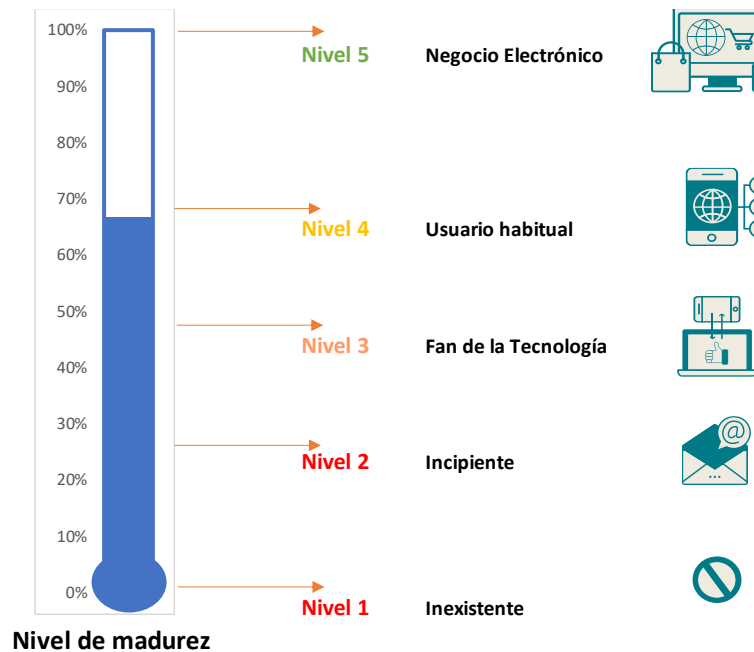 100%
Nivel 5 Negocio Electrónico
90%
80%
70%
Nivel 4 Usuario habitual
60%
50%
Nivel 3 Fan de la Tecnología
40%
30%
Nivel 2 Incipiente
@
20%
10%
0%
Nivel 1 Inexistente
Nivel de madurez